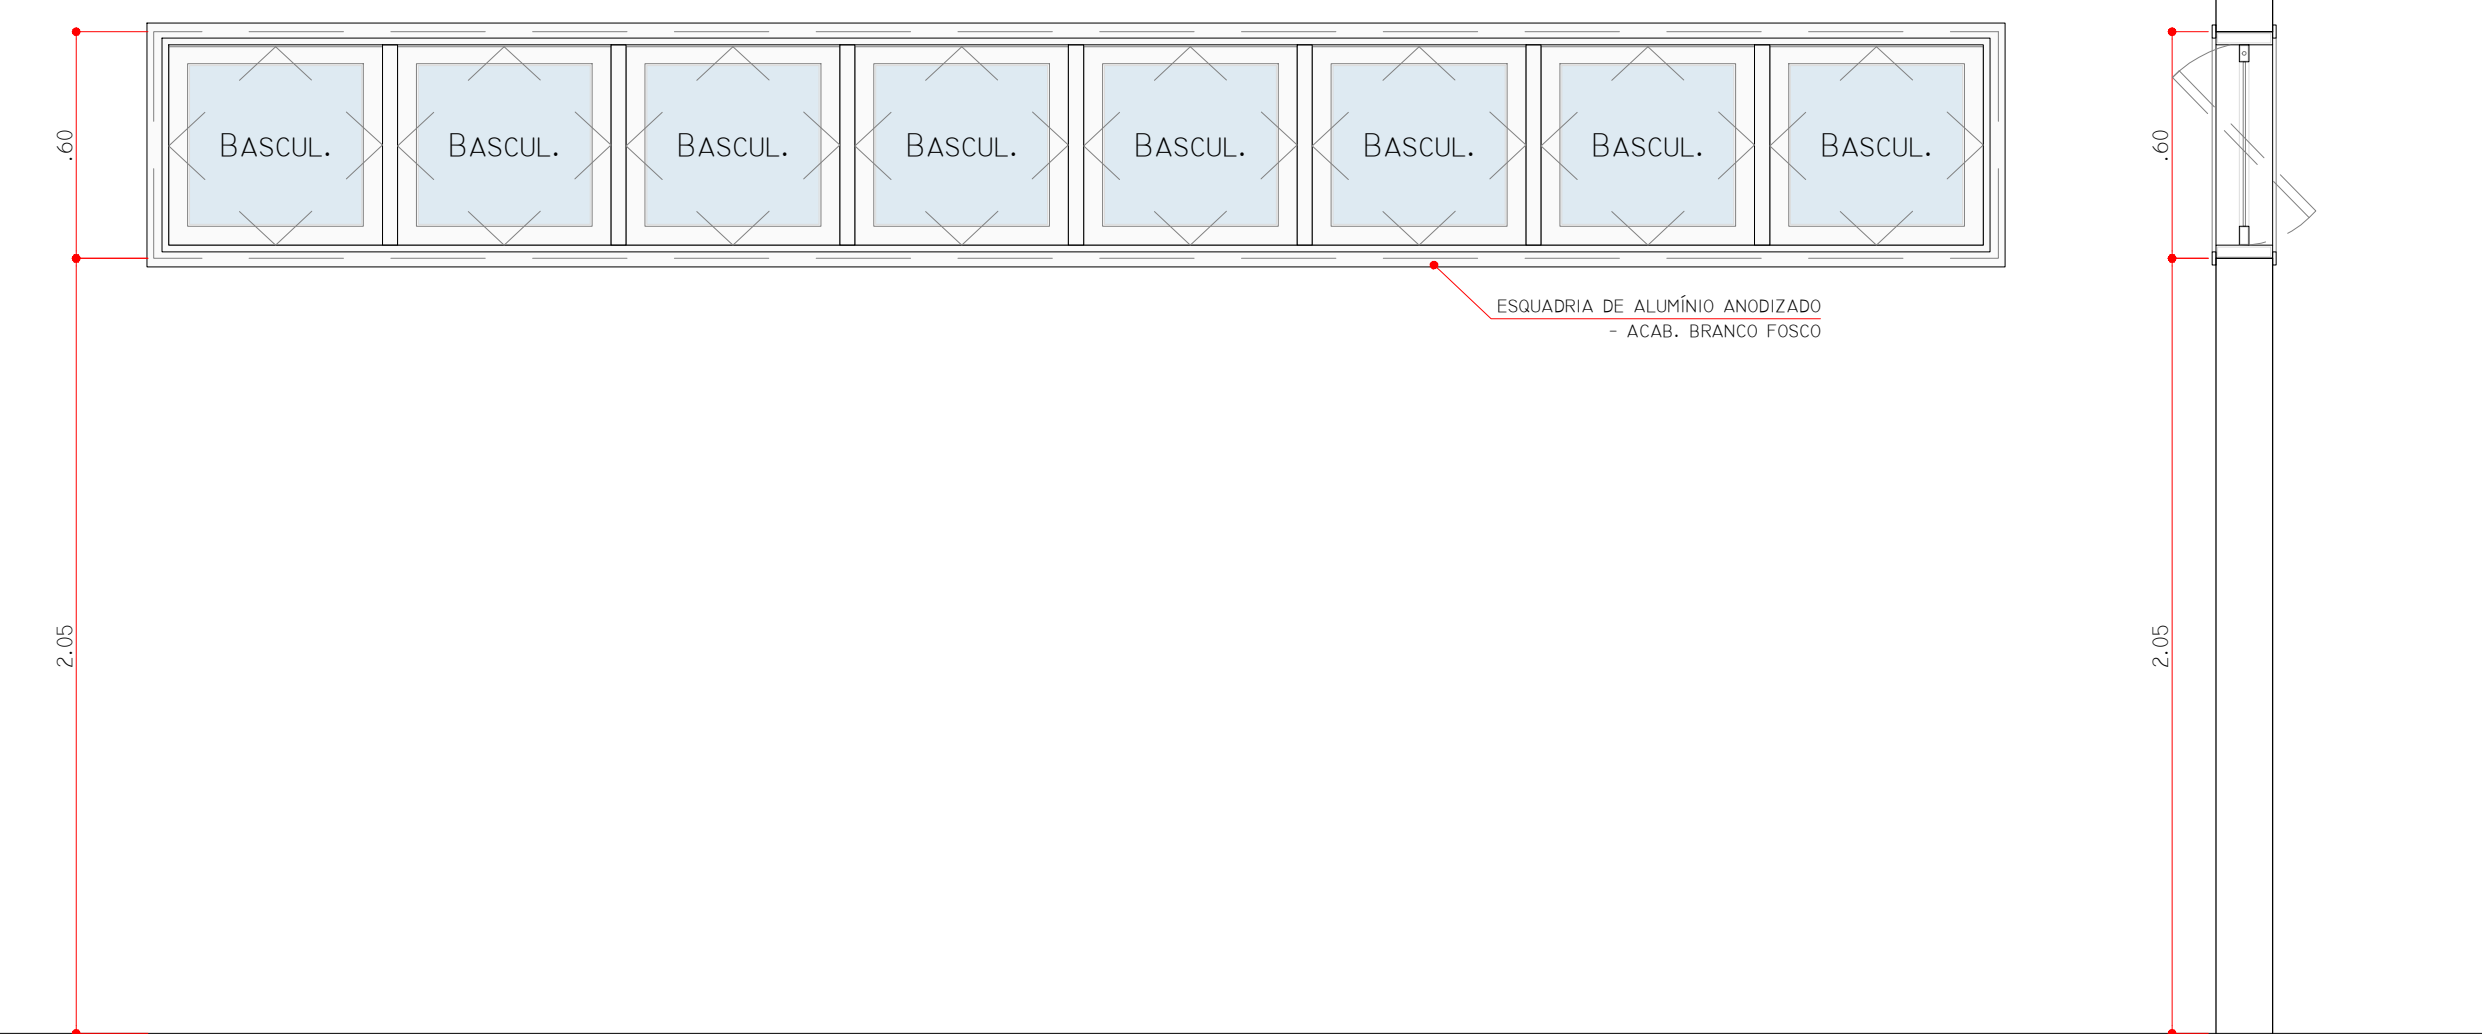 .60
BASCUL. BASCUL. BASCUL. BASCUL. BASCUL. BASCUL. BASCUL. BASCUL.
.60
ESQUADRIA DE ALUMÍNIO ANODIZADO
- ACAB. BRANCO FOSCO
2.05
2.05